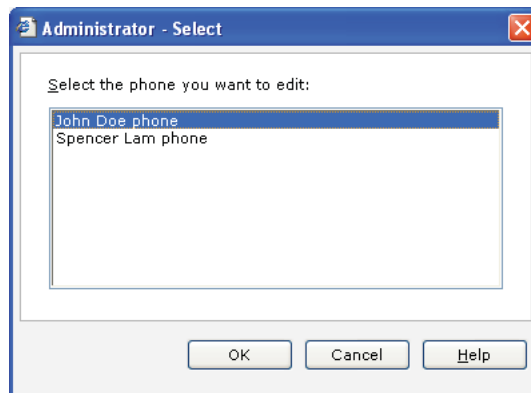 Administrator - Select
Select the phone you want to edit:
John Doe phone
Spencer Lam phone
OK
Cancel
Help